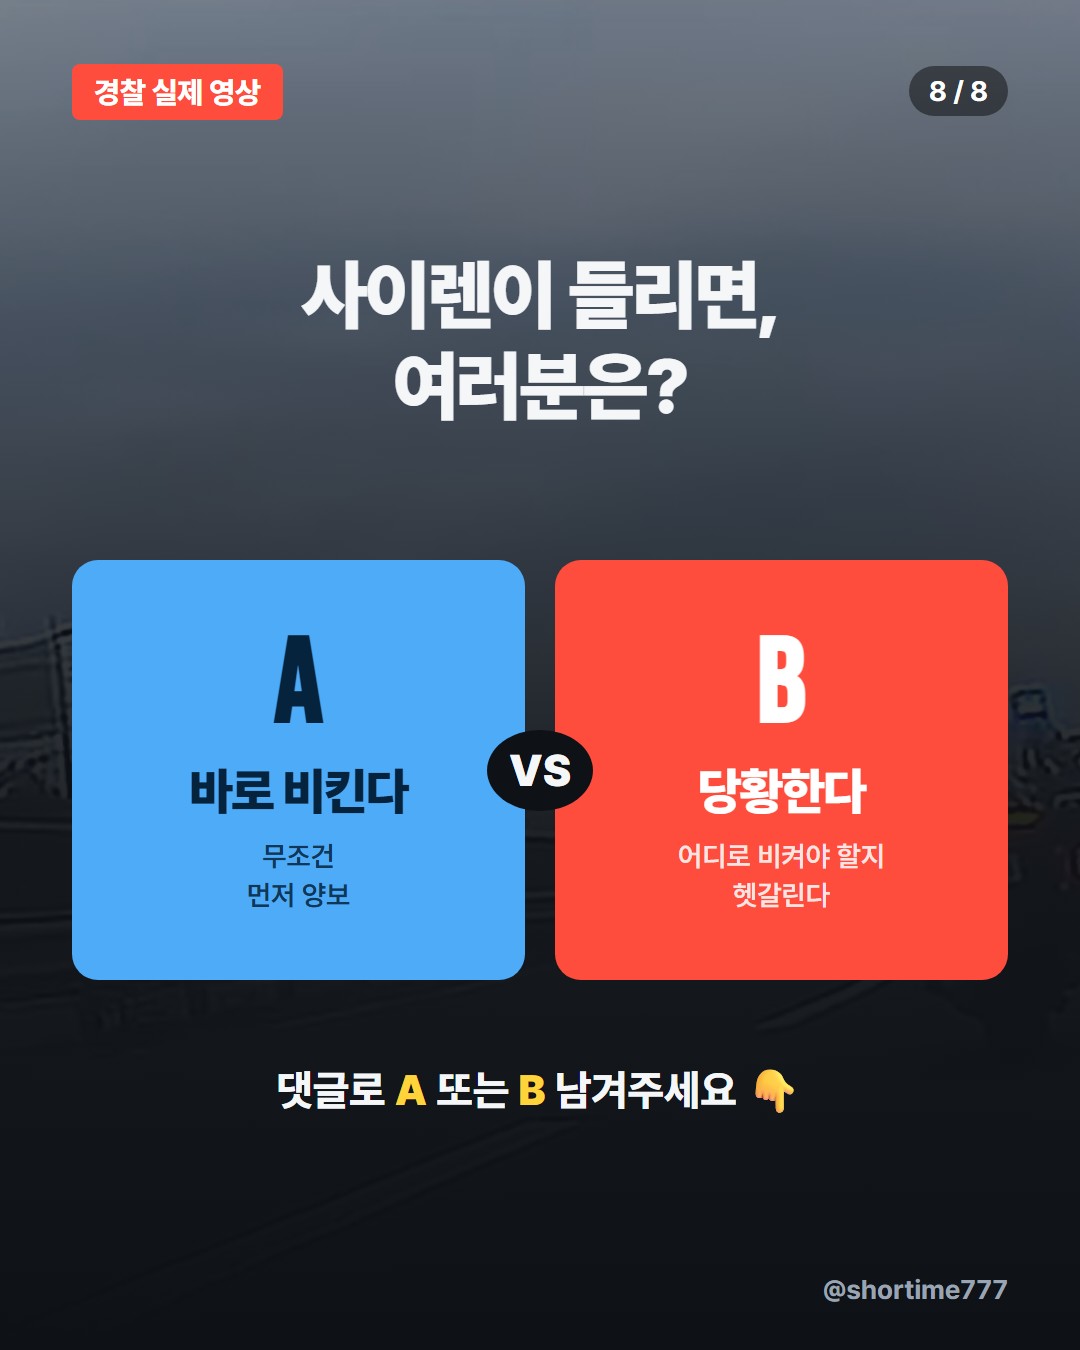 경찰 실제 영상
8 / 8
사이렌이 들리면,
여러분은?
A
바로 비킨다
무조건
먼저 양보
VS
B
당황한다
어디로 비켜야 할지
헷갈린다
댓글로 A 또는 B 남겨주세요 👇
@shortime777